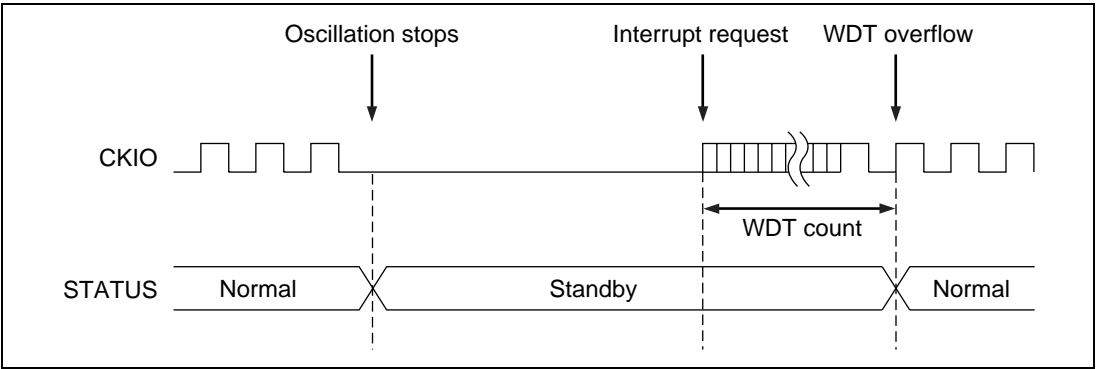 Oscillation stops
Interrupt request
WDT overflow
CKIO
WDT count
STATUS
Normal
Standby
Normal